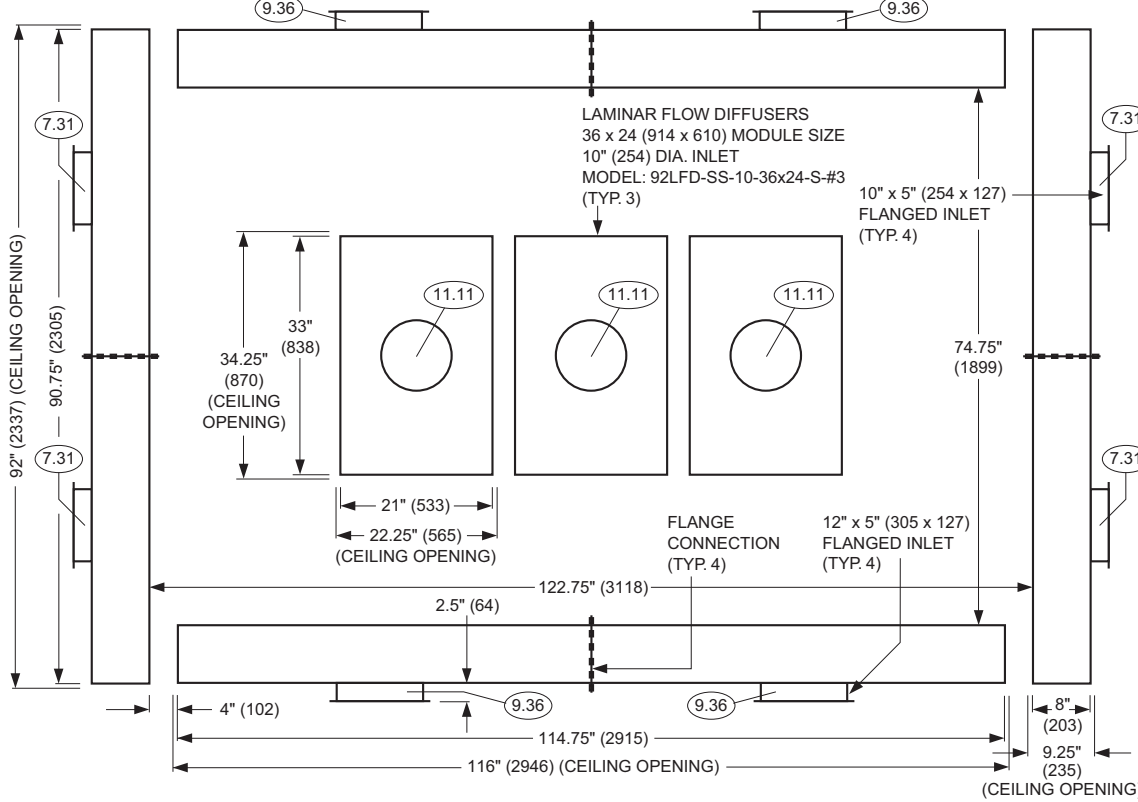 9.36
9.36
7.31
7.31
LAMINAR FLOW DIFFUSERS
36 x 24 (914 x 610) MODULE SIZE
10" (254) DIA. INLET
MODEL: 92LFD-SS-10-36x24-S-#3
(TYP. 3)
10" x 5" (254 x 127)
FLANGED INLET
(TYP. 4)
92" (2337) (CEILING OPENING)
90.75" (2305)
11.11
11.11
11.11
33"
(838)
34.25"
(870)
(CEILING
OPENING)
74.75"
(1899)
7.31
7.31
21" (533)
22.25" (565)
(CEILING OPENING)
FLANGE
CONNECTION
(TYP. 4)
12" x 5" (305 x 127)
FLANGED INLET
(TYP. 4)
122.75" (3118)
2.5" (64)
4" (102)
9.36
9.36
8"
(203)
114.75" (2915)
9.25"
(235)
(CEILING OPENING
116" (2946) (CEILING OPENING)